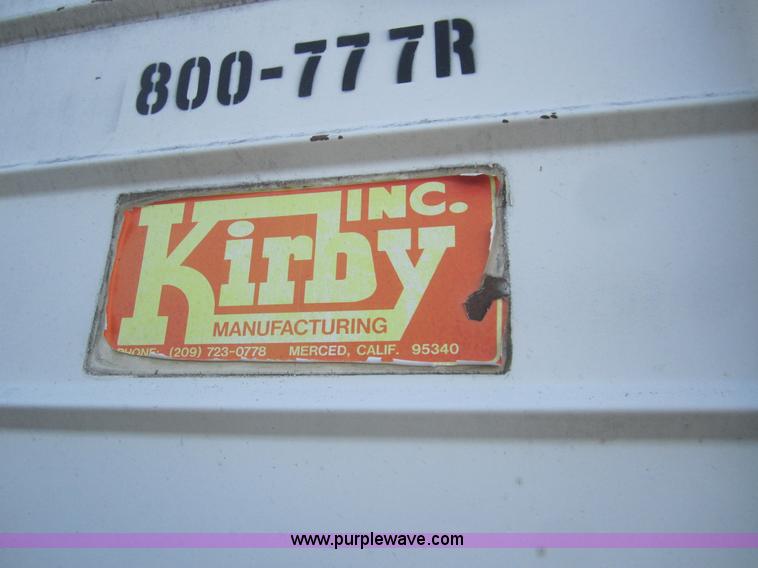 800-777R
Kirby INC.
MANUFACTURING
PHONE: (209) 723-0778 MERCED, CALIF. 95340
www.purplewave.com